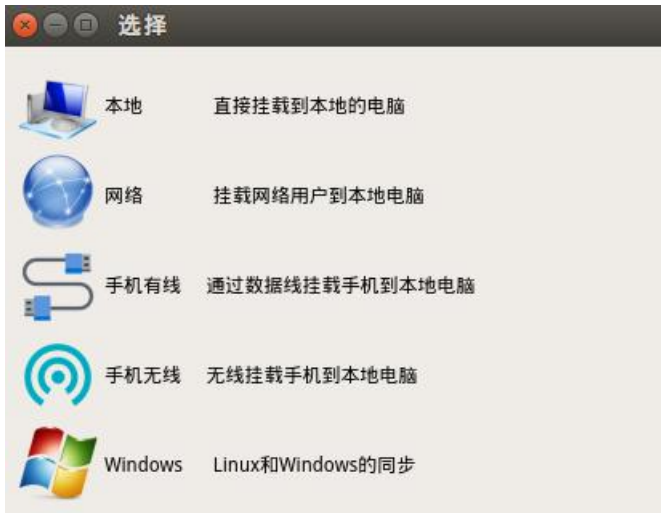 选择
本地 直接挂载到本地的电脑
网络 挂载网络用户到本地电脑
手机有线 通过数据线挂载手机到本地电脑
手机无线 无线挂载手机到本地电脑
Windows Linux和Windows的同步